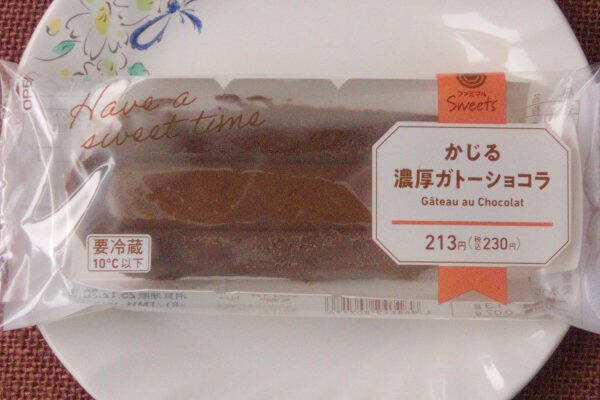 OPEN
Have a
sweet time
ファミマル
Sweets
かじる
濃厚ガトーショコラ
Gâteau au Chocolat
213円(税込230円)
要冷蔵
10℃以下